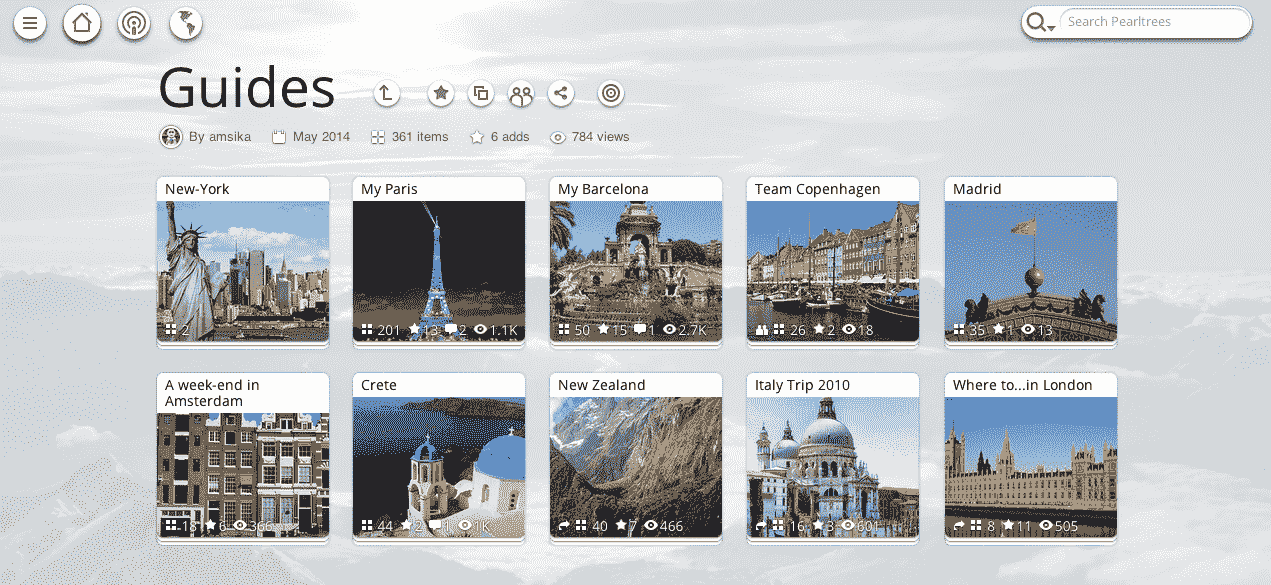 Search Pearltrees
Guides
By amsika May 2014 361 items 6 adds 784 views
New-York
2
My Paris
201 13 2 1.1K
My Barcelona
50 15 1 2.7K
Team Copenhagen
26 2 18
Madrid
35 1 13
A week-end in
Amsterdam
18 6 366
Crete
44 2 1 1K
New Zealand
40 7 466
Italy Trip 2010
16 3 601
Where to...in London
8 11 505